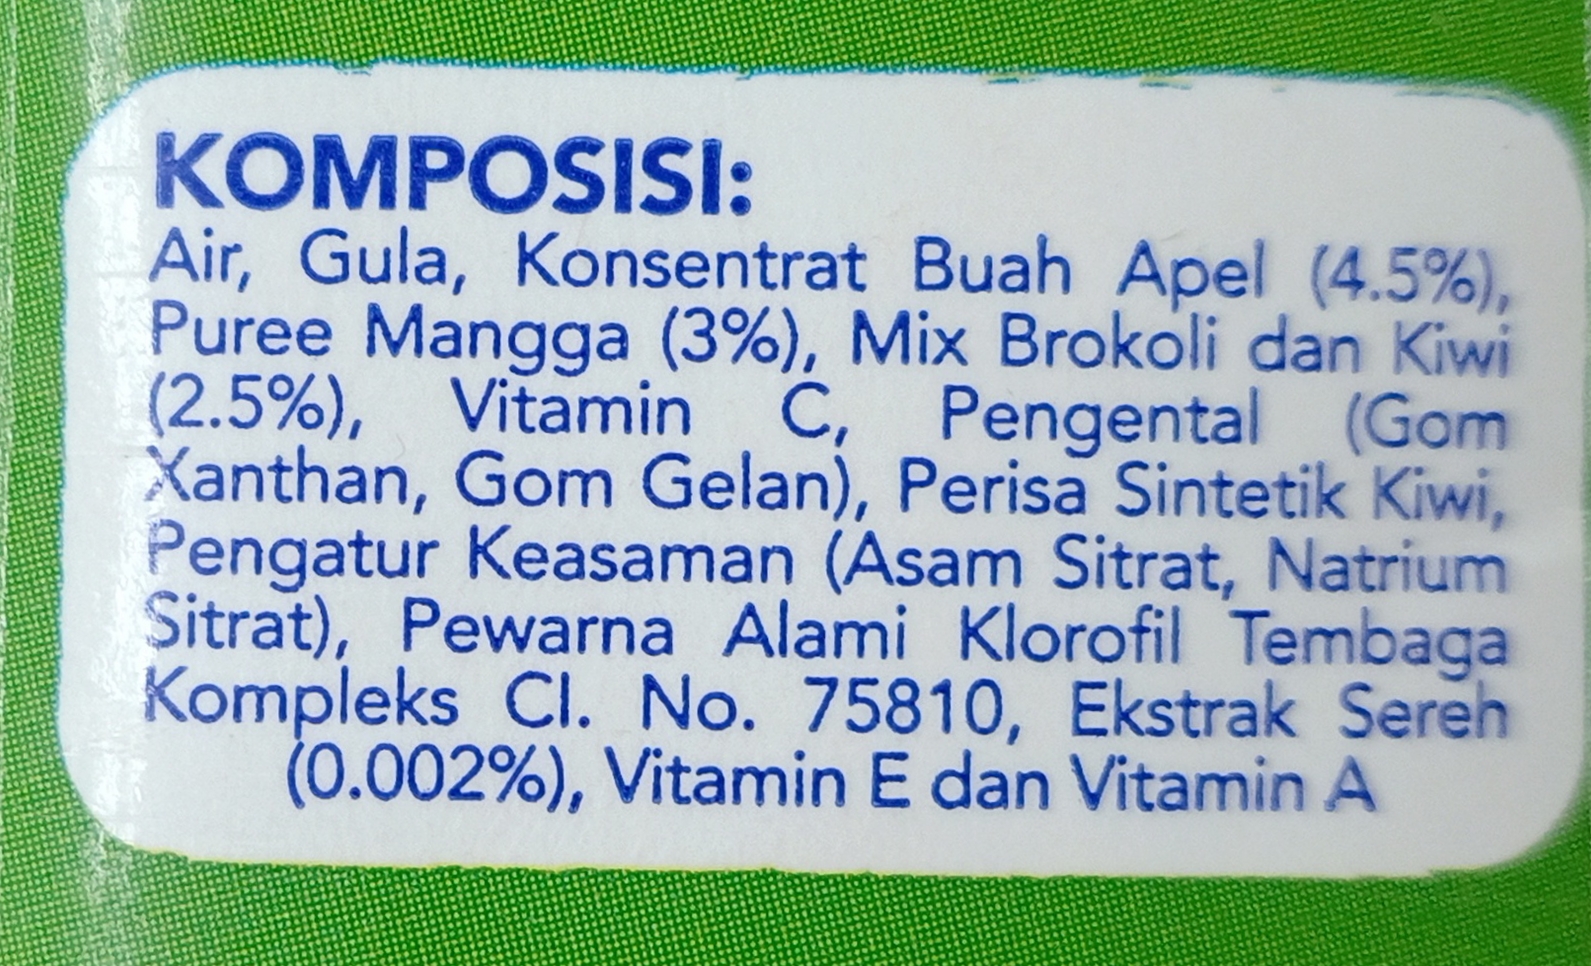 KOMPOSISI:
Air, Gula, Konsentrat Buah Apel (4.5%),
Puree Mangga (3%), Mix Brokoli dan Kiwi
(2.5%), Vitamin C, Pengental (Gom
Xanthan, Gom Gelan), Perisa Sintetik Kiwi,
Pengatur Keasaman (Asam Sitrat, Natrium
Sitrat), Pewarna Alami Klorofil Tembaga
Kompleks CI. No. 75810, Ekstrak Sereh
(0.002%), Vitamin E dan Vitamin A